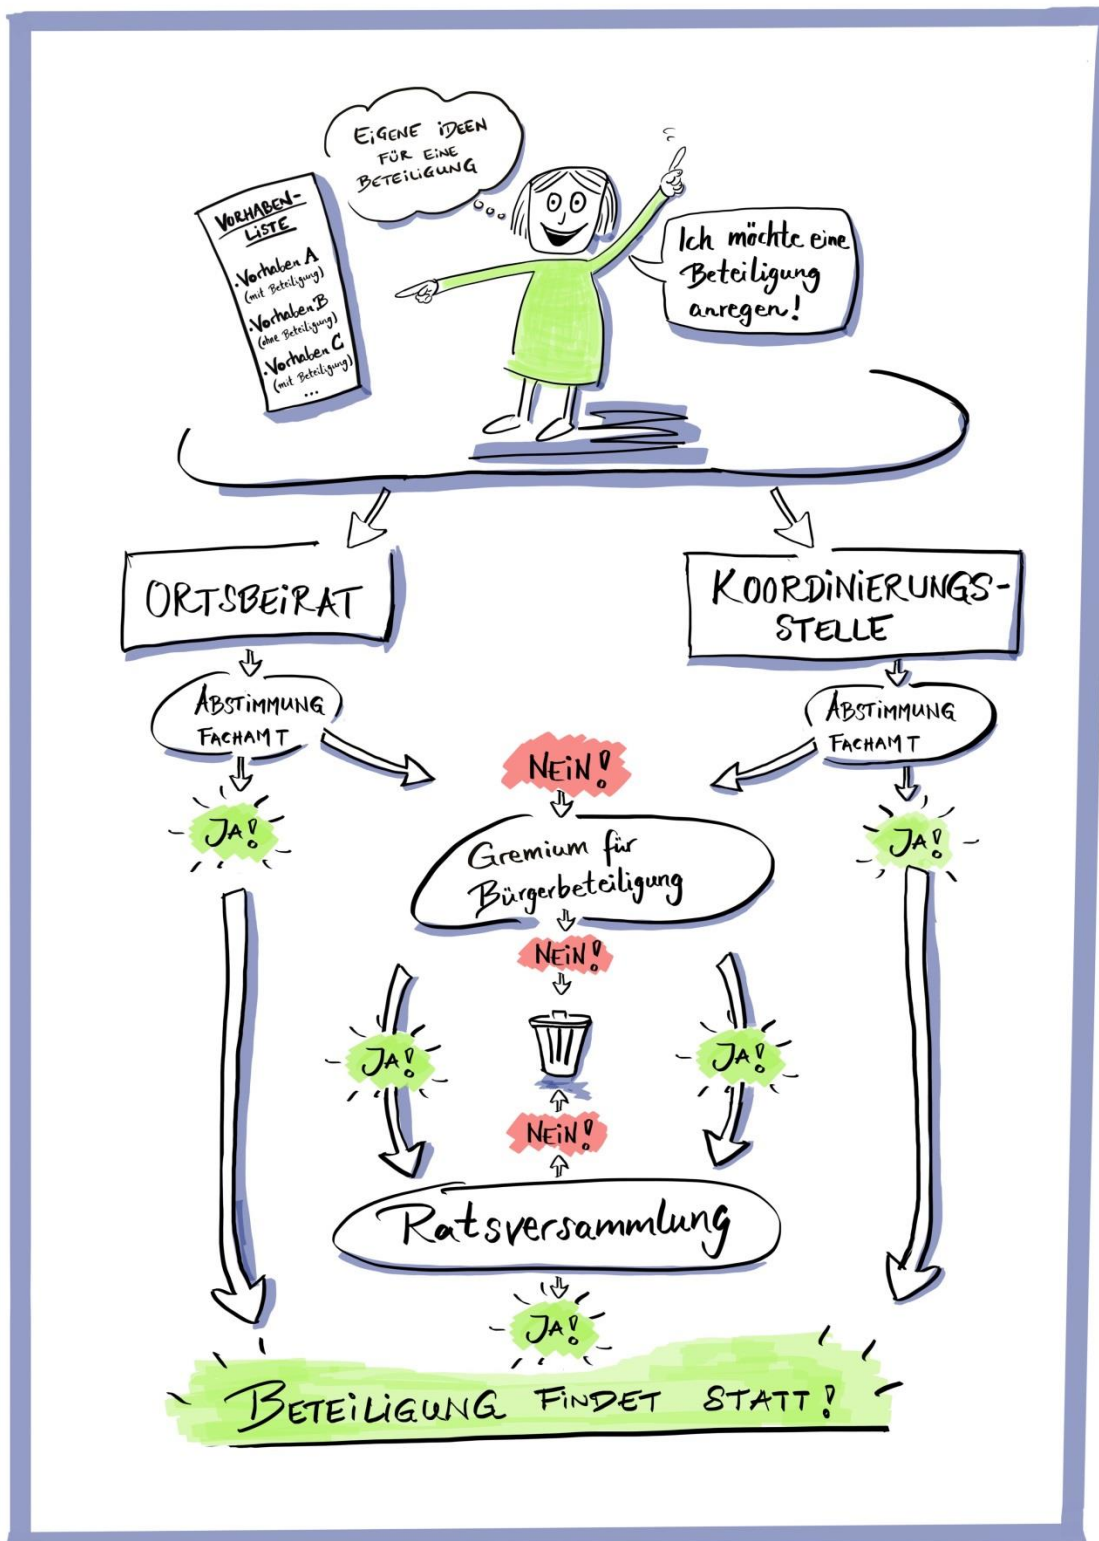 EIGENE IDEEN
FÜR EINE
BETEILIGUNG
VORHABEN-
LISTE
• Vorhaben A
(mit Beteiligung)
• Vorhaben B
(ohne Beteiligung)
• Vorhaben C
(mit Beteiligung)
...
Ich möchte eine
Beteiligung
anregen!
ORTSBEIRAT
KOORDINIERUNGS-
STELLE
ABSTIMMUNG
FACHAMT
ABSTIMMUNG
FACHAMT
NEIN!
JA!
JA!
Gremium für
Bürgerbeteiligung
NEIN!
JA!
JA!
NEIN!
Ratsversammlung
JA!
BETEILIGUNG FINDET STATT!